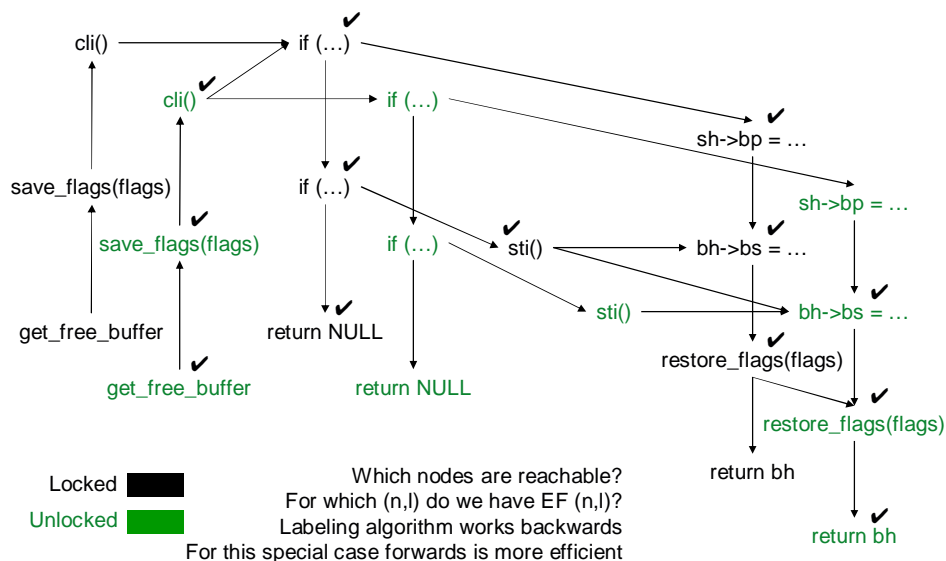 cli()
if (…)
cli()
if (…)
sh->bp = …
save_flags(flags)
if (…)
sh->bp = …
save_flags(flags)
if (…)
sti()
bh->bs = …
sti()
bh->bs = …
get_free_buffer
return NULL
restore_flags(flags)
get_free_buffer
return NULL
restore_flags(flags)
return bh
return bh
Locked
Unlocked
Which nodes are reachable?
For which (n,l) do we have EF (n,l)?
Labeling algorithm works backwards
For this special case forwards is more efficient